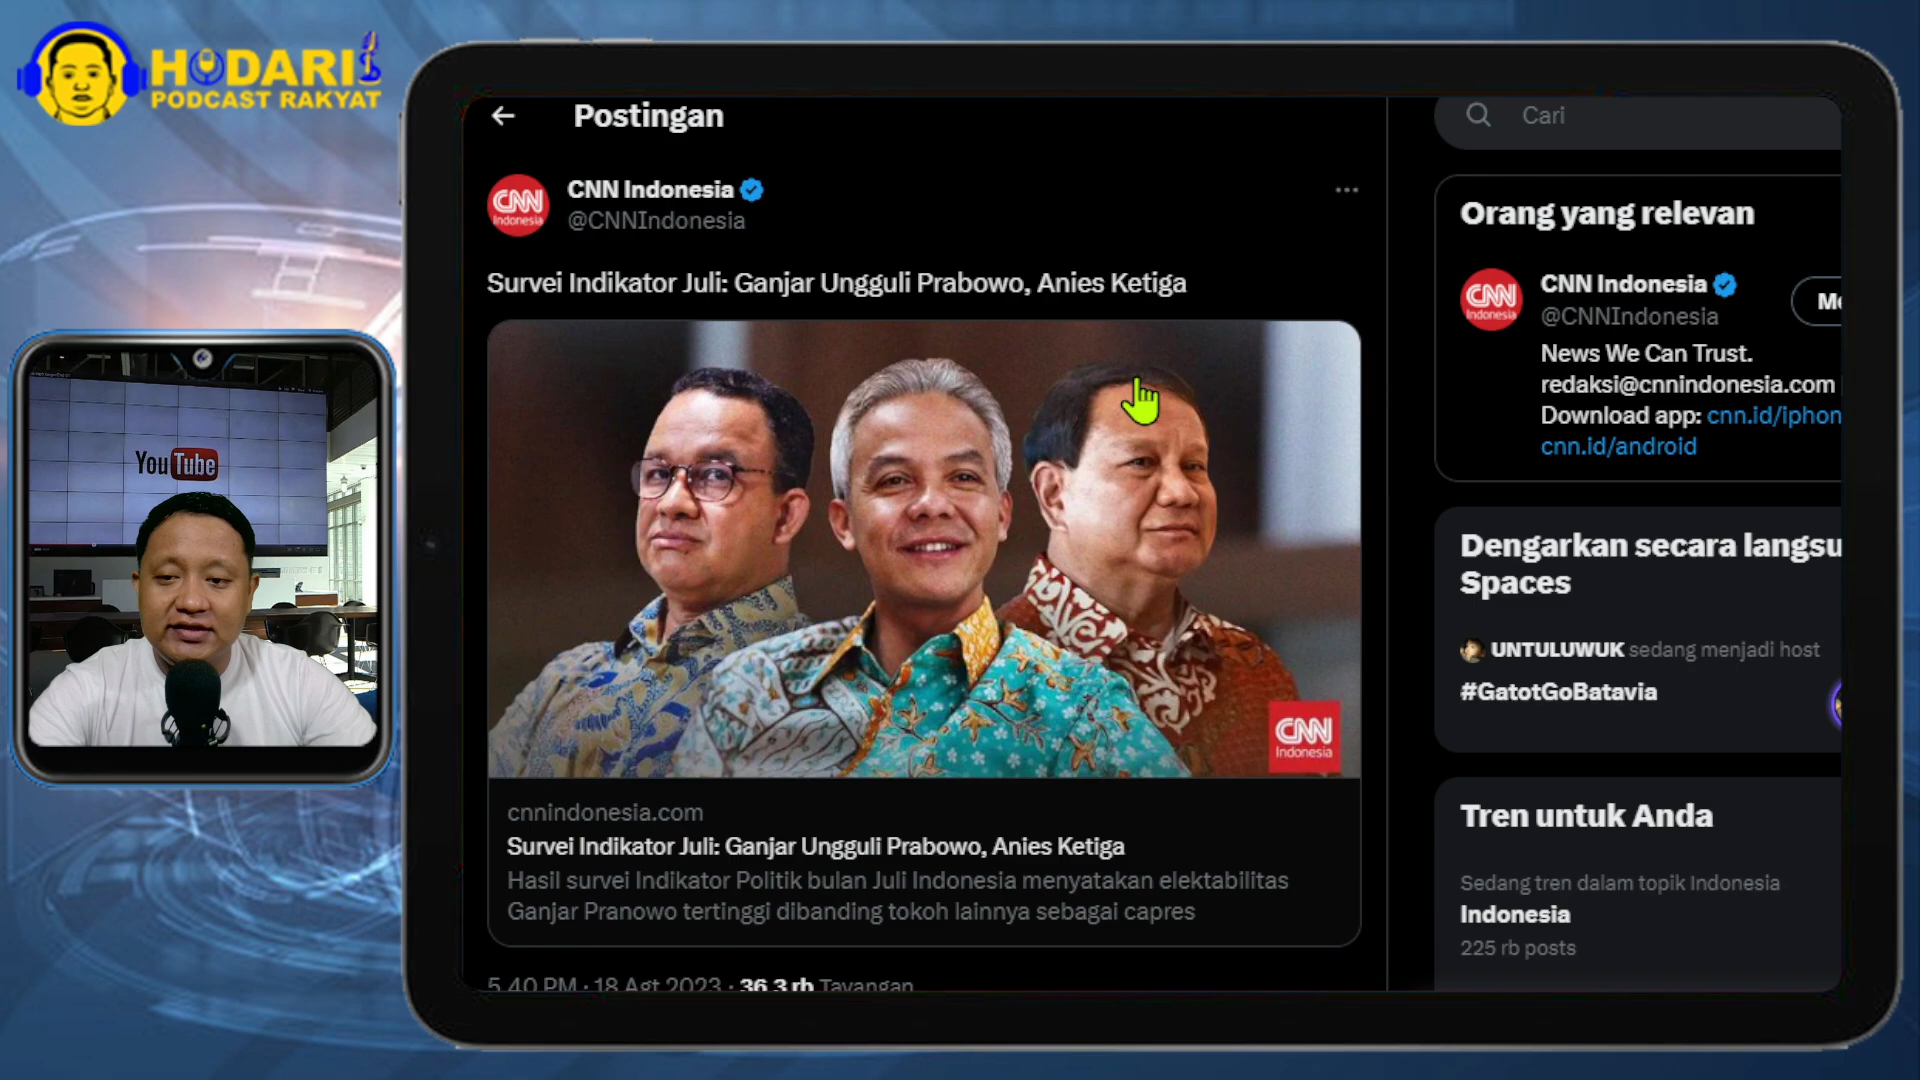 HODARI
PODCAST RAKYAT
YouTube
Postingan
CNN Indonesia
@CNNIndonesia
Survei Indikator Juli: Ganjar Ungguli Prabowo, Anies Ketiga
CNN
Indonesia
cnnindonesia.com
Survei Indikator Juli: Ganjar Ungguli Prabowo, Anies Ketiga
Hasil survei Indikator Politik bulan Juli Indonesia menyatakan elektabilitas
Ganjar Pranowo tertinggi dibanding tokoh lainnya sebagai capres
5.40 PM · 18 Agt 2023 · 36,3 rb Tayangan
Cari
Orang yang relevan
CNN
Indonesia
CNN Indonesia
@CNNIndonesia
Me
News We Can Trust.
redaksi@cnnindonesia.com
Download app: cnn.id/iphon
cnn.id/android
Dengarkan secara langsu
Spaces
UNTULUWUK sedang menjadi host
#GatotGoBatavia
Tren untuk Anda
Sedang tren dalam topik Indonesia
Indonesia
225 rb posts